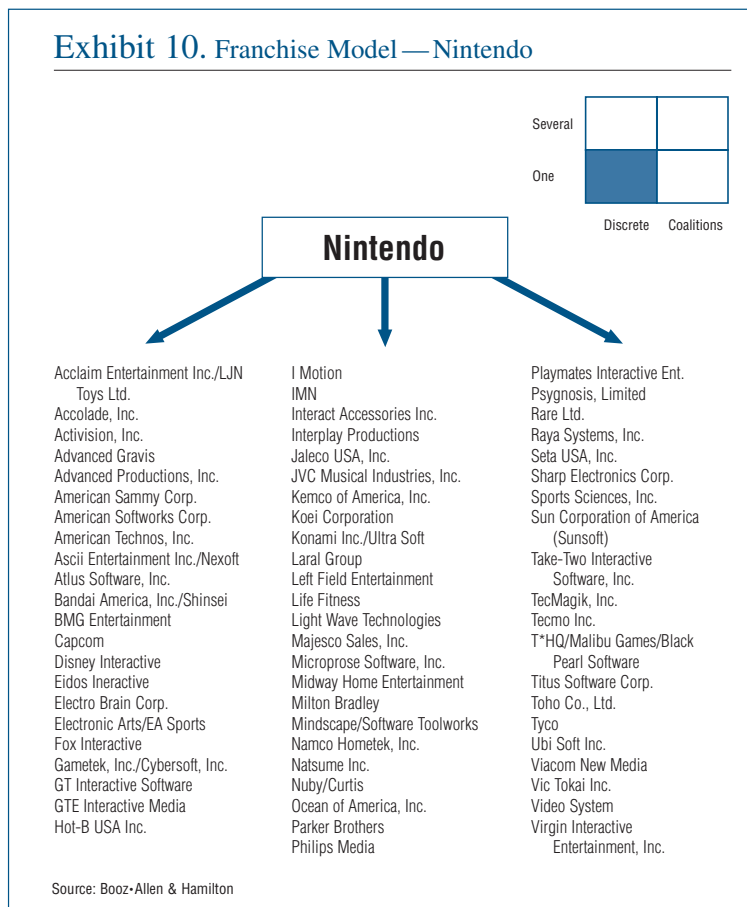 Exhibit 10. Franchise Model — Nintendo
Several
One
Discrete Coalitions
Nintendo
Acclaim Entertainment Inc./LJN
Toys Ltd.
Accolade, Inc.
Activision, Inc.
Advanced Gravis
Advanced Productions, Inc.
American Sammy Corp.
American Softworks Corp.
American Technos, Inc.
Ascii Entertainment Inc./Nexoft
Atlus Software, Inc.
Bandai America, Inc./Shinsei
BMG Entertainment
Capcom
Disney Interactive
Eidos Ineractive
Electro Brain Corp.
Electronic Arts/EA Sports
Fox Interactive
Gametek, Inc./Cybersoft, Inc.
GT Interactive Software
GTE Interactive Media
Hot-B USA Inc.
I Motion
IMN
Interact Accessories Inc.
Interplay Productions
Jaleco USA, Inc.
JVC Musical Industries, Inc.
Kemco of America, Inc.
Koei Corporation
Konami Inc./Ultra Soft
Laral Group
Left Field Entertainment
Life Fitness
Light Wave Technologies
Majesco Sales, Inc.
Microprose Software, Inc.
Midway Home Entertainment
Milton Bradley
Mindscape/Software Toolworks
Namco Hometek, Inc.
Natsume Inc.
Nuby/Curtis
Ocean of America, Inc.
Parker Brothers
Philips Media
Playmates Interactive Ent.
Psygnosis, Limited
Rare Ltd.
Raya Systems, Inc.
Seta USA, Inc.
Sharp Electronics Corp.
Sports Sciences, Inc.
Sun Corporation of America
(Sunsoft)
Take-Two Interactive
Software, Inc.
TecMagik, Inc.
Tecmo Inc.
T*HQ/Malibu Games/Black
Pearl Software
Titus Software Corp.
Toho Co., Ltd.
Tyco
Ubi Soft Inc.
Viacom New Media
Vic Tokai Inc.
Video System
Virgin Interactive
Entertainment, Inc.
Source: Booz•Allen & Hamilton